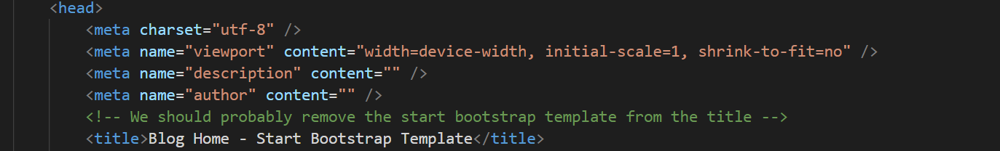 <head>
<meta charset="utf-8" />
<meta name="viewport" content="width=device-width, initial-scale=1, shrink-to-fit=no" />
<meta name="description" content="" />
<meta name="author" content="" />
<!-- We should probably remove the start bootstrap template from the title -->
<title>Blog Home - Start Bootstrap Template</title>